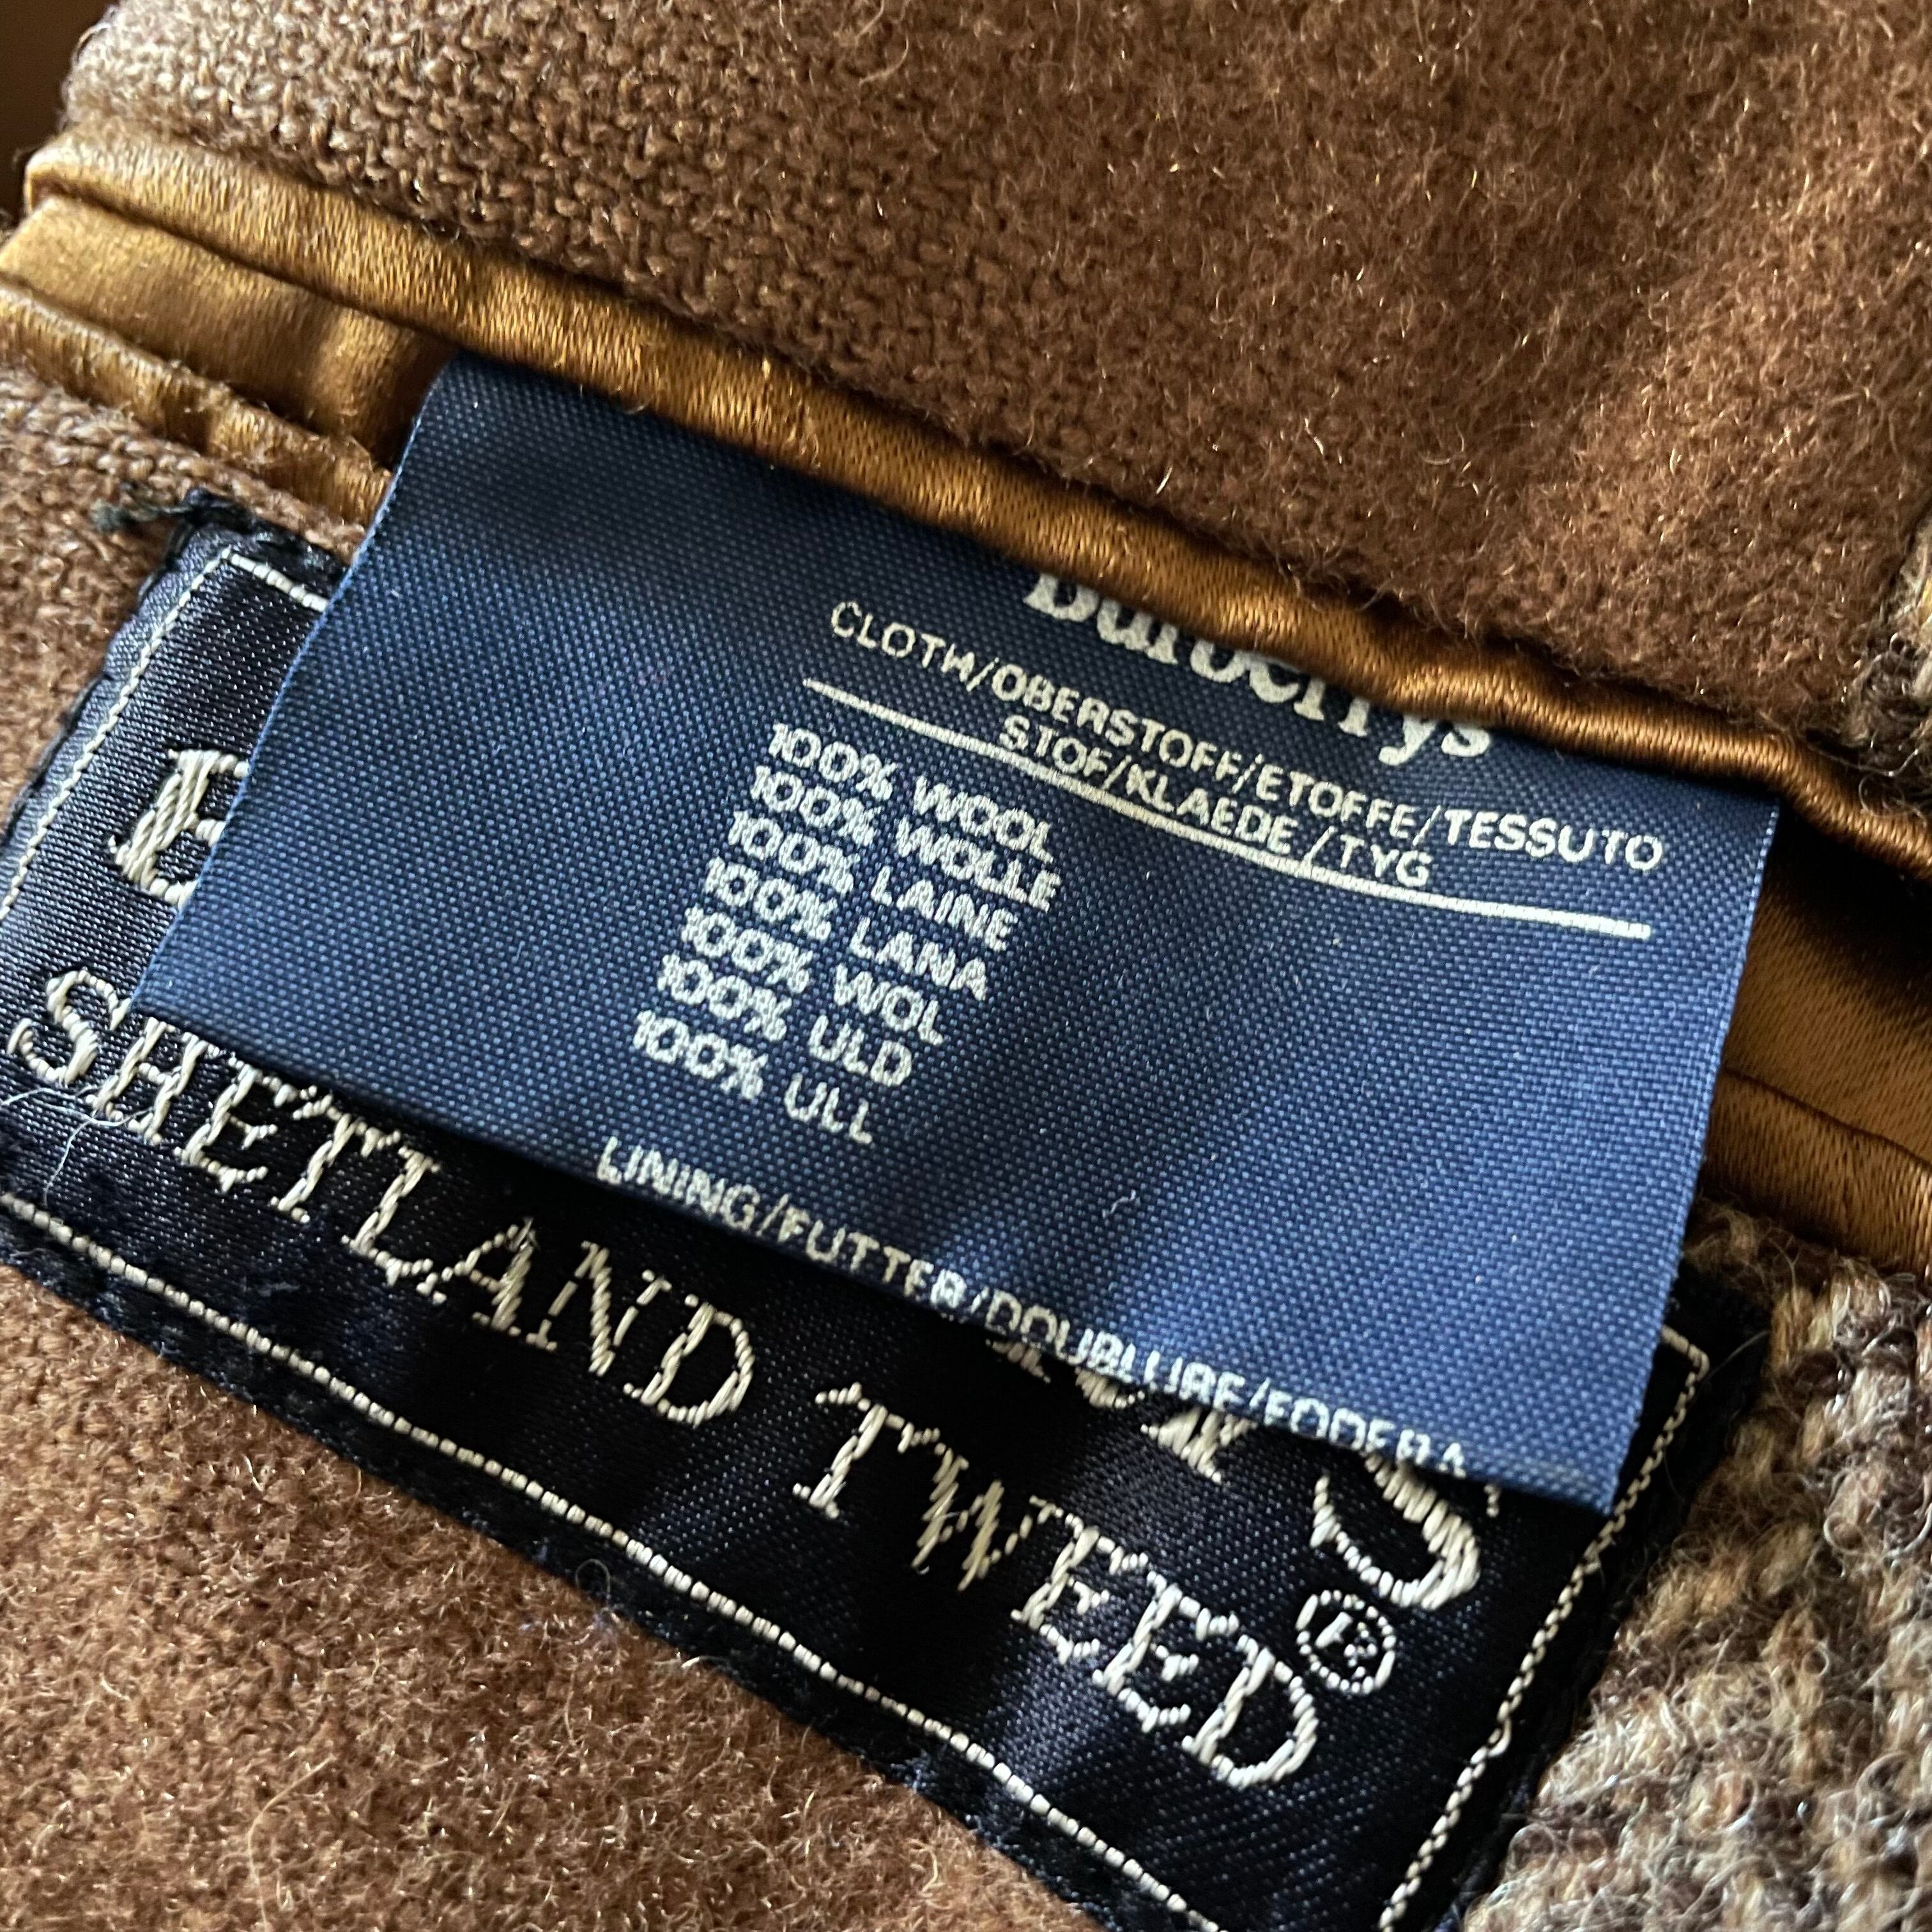 Burberrys
CLOTH/OBERSTOFF/ETOFFE/TESSUTO
STOF/KLAEDE/TYG
100% WOOL
100% WOLLE
100% LAINE
100% LANA
100% WOL
100% ULD
100% ULL
LINING/FUTTER/DOUBLURE/FODERA
SHETLAND TWEED